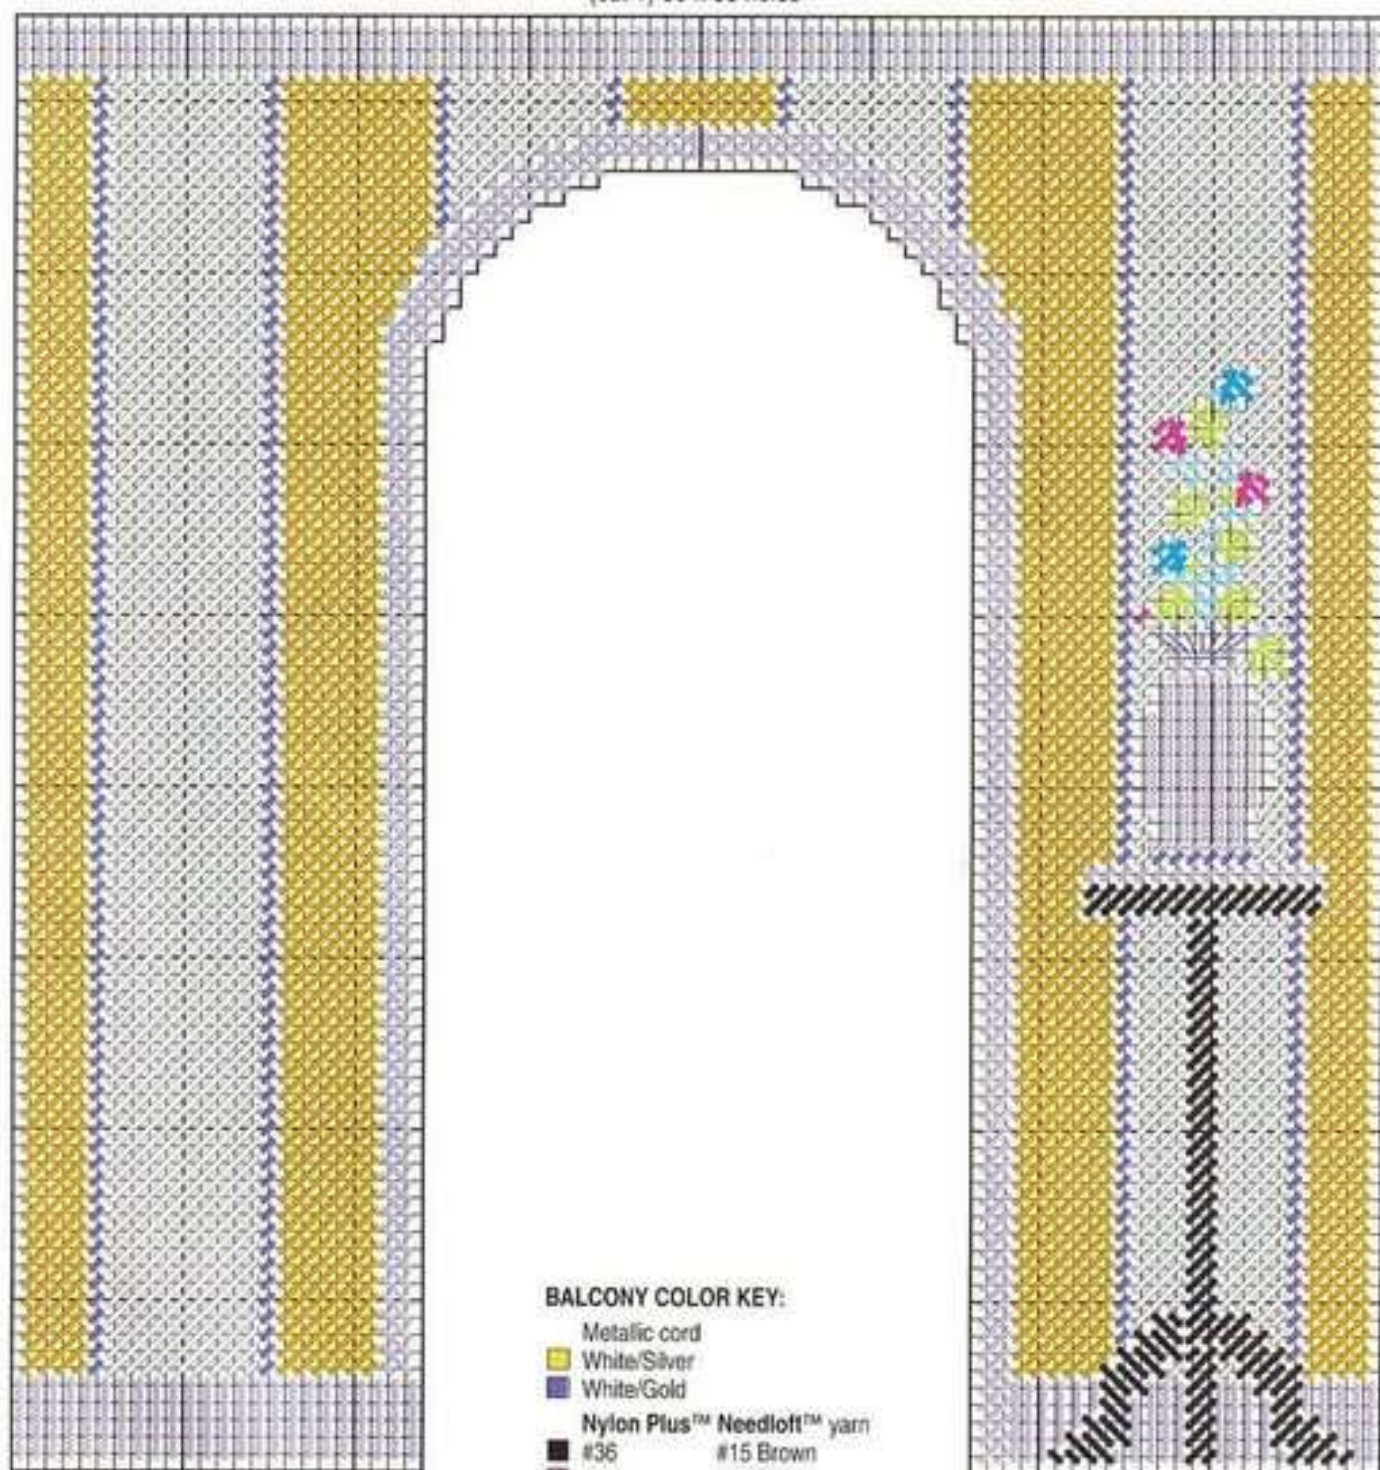 BALCONY COLOR KEY:
Metallic cord
White/Silver
White/Gold
Nylon Plus™ Needloft™ yarn
#36 #15 Brown